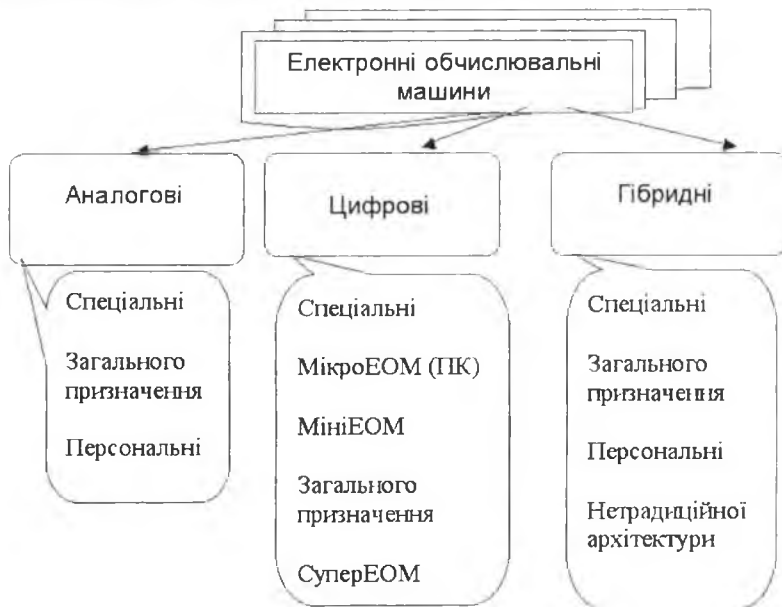 Електронні обчислювальні
машини
Аналогові
Цифрові
Гібридні
Спеціальні
Загального
призначення
Персональні
Спеціальні
МікроЕОМ (ПК)
МініЕОМ
Загального
призначення
СуперЕОМ
Спеціальні
Загального
призначення
Персональні
Нетрадиційної
архітектури